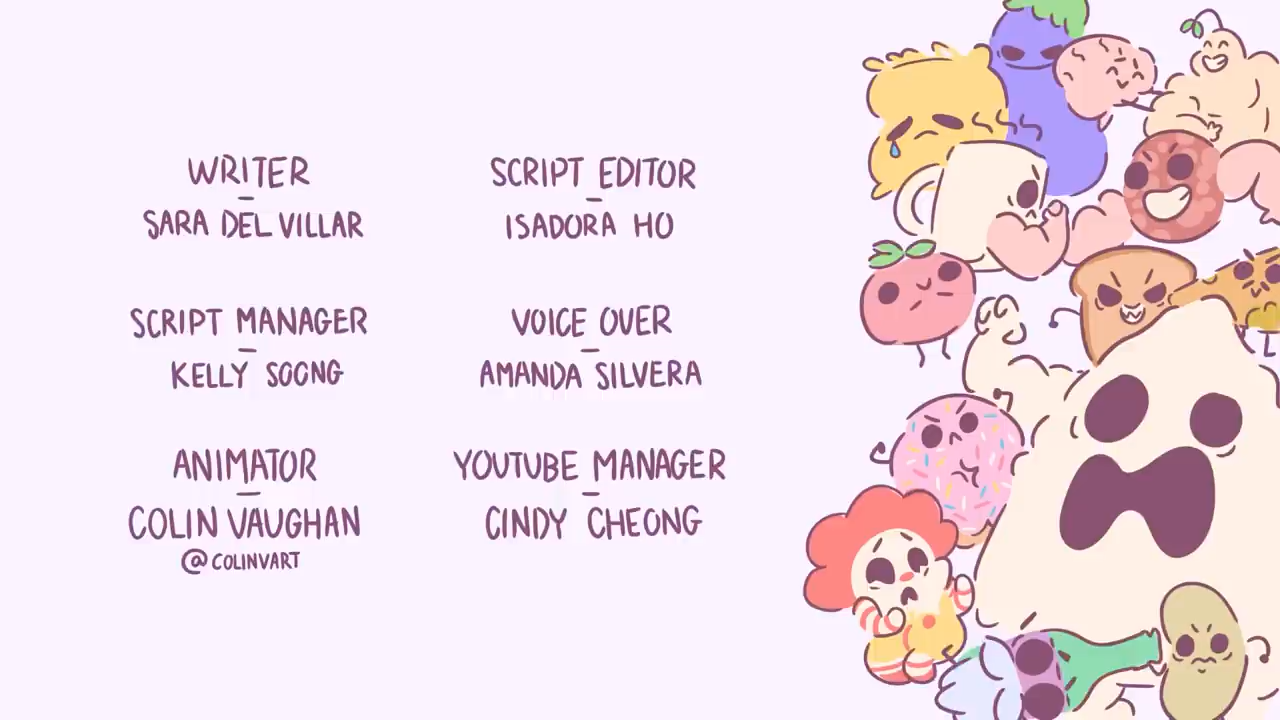 WRITER
SARA DEL VILLAR
SCRIPT EDITOR
ISADORA HO
SCRIPT MANAGER
KELLY SOONG
VOICE OVER
AMANDA SILVERA
ANIMATOR
COLIN VAUGHAN
@COLINVART
YOUTUBE MANAGER
CINDY CHEONG